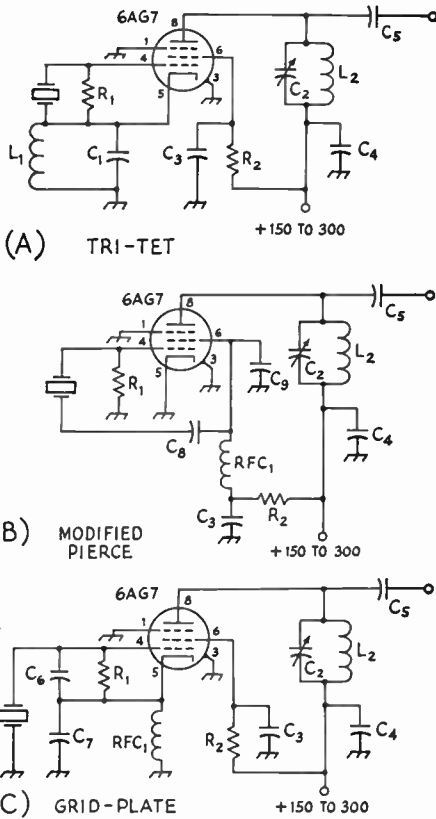 6AG7
8
C5
1
6
4
3
5
R1
C2
L2
L1
C1
C3
R2
C4
+150 TO 300
(A) TRI-TET
6AG7
8
C5
1
6
4
3
5
R1
C9
C2
L2
C8
C4
RFC1
C3
R2
B) MODIFIED
PIERCE
+150 TO 300
6AG7
8
C5
1
6
4
3
5
C6
R1
C2
L2
C7
RFC1
R2
C3
C4
C) GRID-PLATE
+150 TO 300